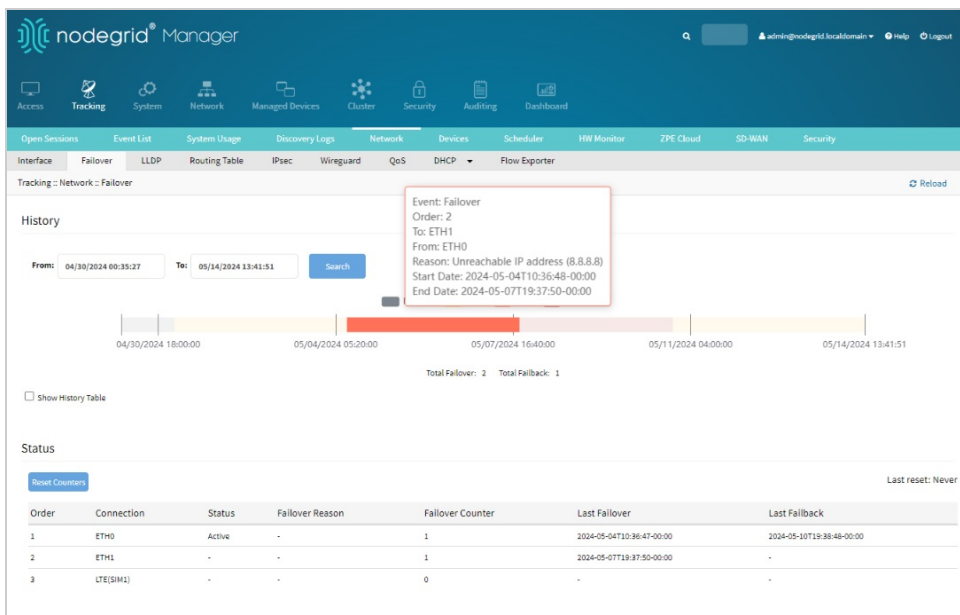 nodegrid® Manager
admin@nodegrid.localdomain Help Logout
Access Tracking System Network Managed Devices Cluster Security Auditing Dashboard
Open Sessions Event List System Usage Discovery Logs Network Devices Scheduler HW Monitor ZPE Cloud SD-WAN Security
Interface Failover LLDP Routing Table IPsec Wireguard QoS DHCP Flow Exporter
Tracking :: Network :: Failover Reload
Event: Failover
Order: 2
To: ETH1
From: ETH0
Reason: Unreachable IP address (8.8.8.8)
Start Date: 2024-05-04T10:36:48-00:00
End Date: 2024-05-07T19:37:50-00:00
History
From: 04/30/2024 00:35:27 To: 05/14/2024 13:41:51 Search
04/30/2024 18:00:00 05/04/2024 05:20:00 05/07/2024 16:40:00 05/11/2024 04:00:00 05/14/2024 13:41:51
Total Failover: 2 Total Failback: 1
Show History Table
Status
Reset Counters Last reset: Never
Order Connection Status Failover Reason Failover Counter Last Failover Last Failback
1 ETH0 Active - 1 2024-05-04T10:36:47-00:00 2024-05-10T19:38:48-00:00
2 ETH1 - - 1 2024-05-07T19:37:50-00:00 -
3 LTE(SIM1) - - 0 - -